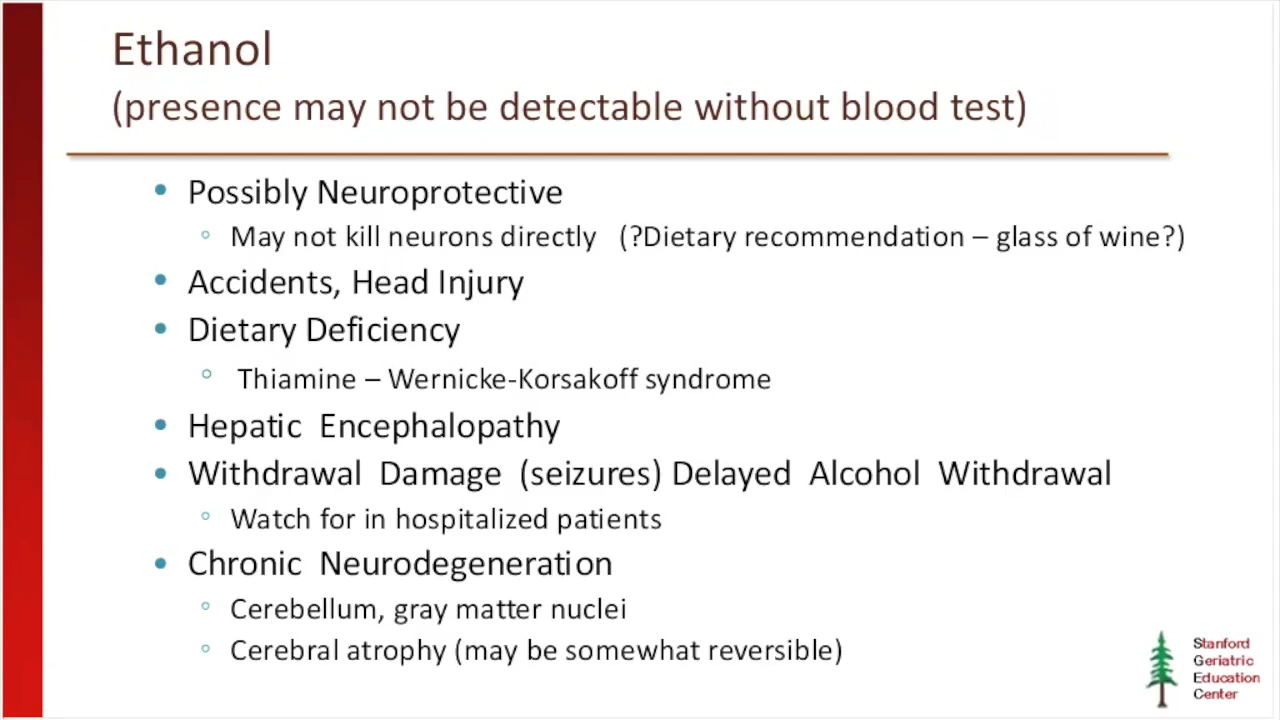 Ethanol
(presence may not be detectable without blood test)
• Possibly Neuroprotective
◦ May not kill neurons directly (?Dietary recommendation – glass of wine?)
• Accidents, Head Injury
• Dietary Deficiency
◦ Thiamine – Wernicke-Korsakoff syndrome
• Hepatic Encephalopathy
• Withdrawal Damage (seizures) Delayed Alcohol Withdrawal
◦ Watch for in hospitalized patients
• Chronic Neurodegeneration
◦ Cerebellum, gray matter nuclei
◦ Cerebral atrophy (may be somewhat reversible)
Stanford
Geriatric
Education
Center